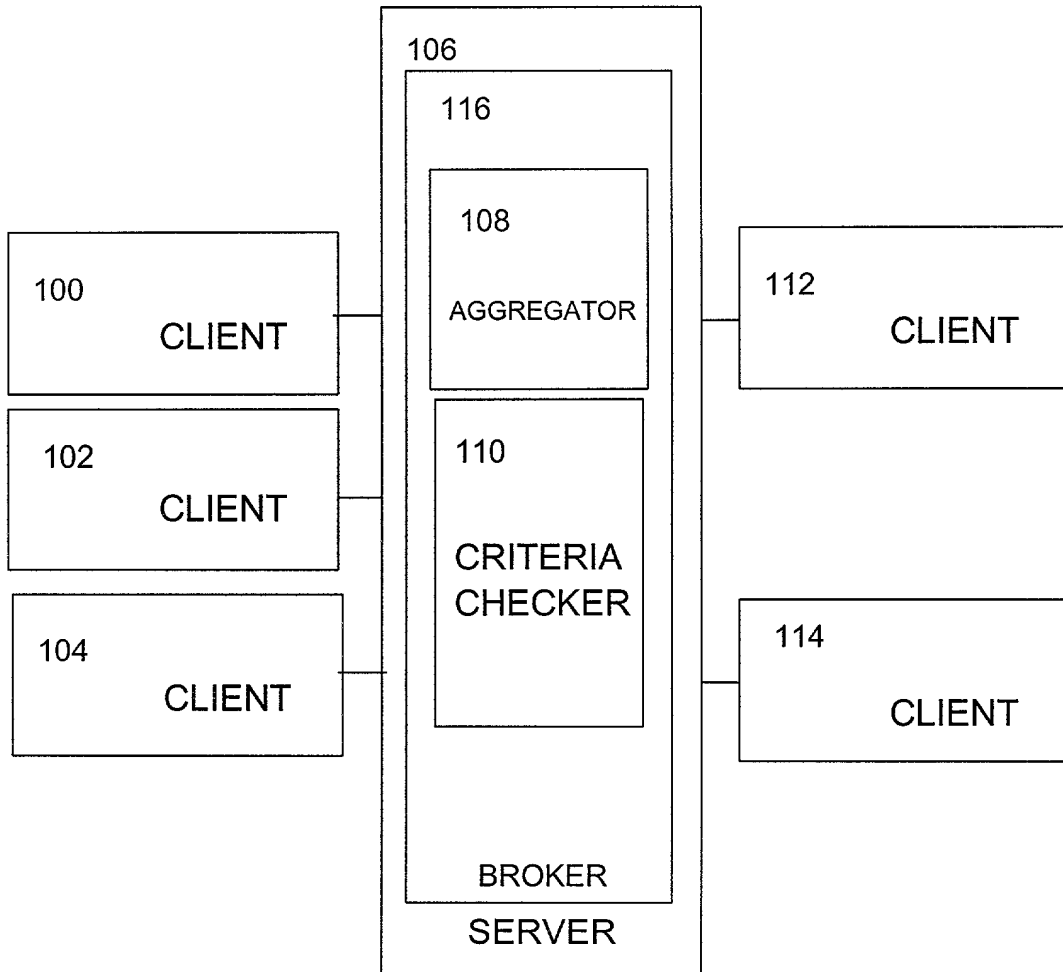 106
116
108
AGGREGATOR
100
CLIENT
112
CLIENT
102
CLIENT
110
CRITERIA
CHECKER
104
CLIENT
114
CLIENT
BROKER
SERVER